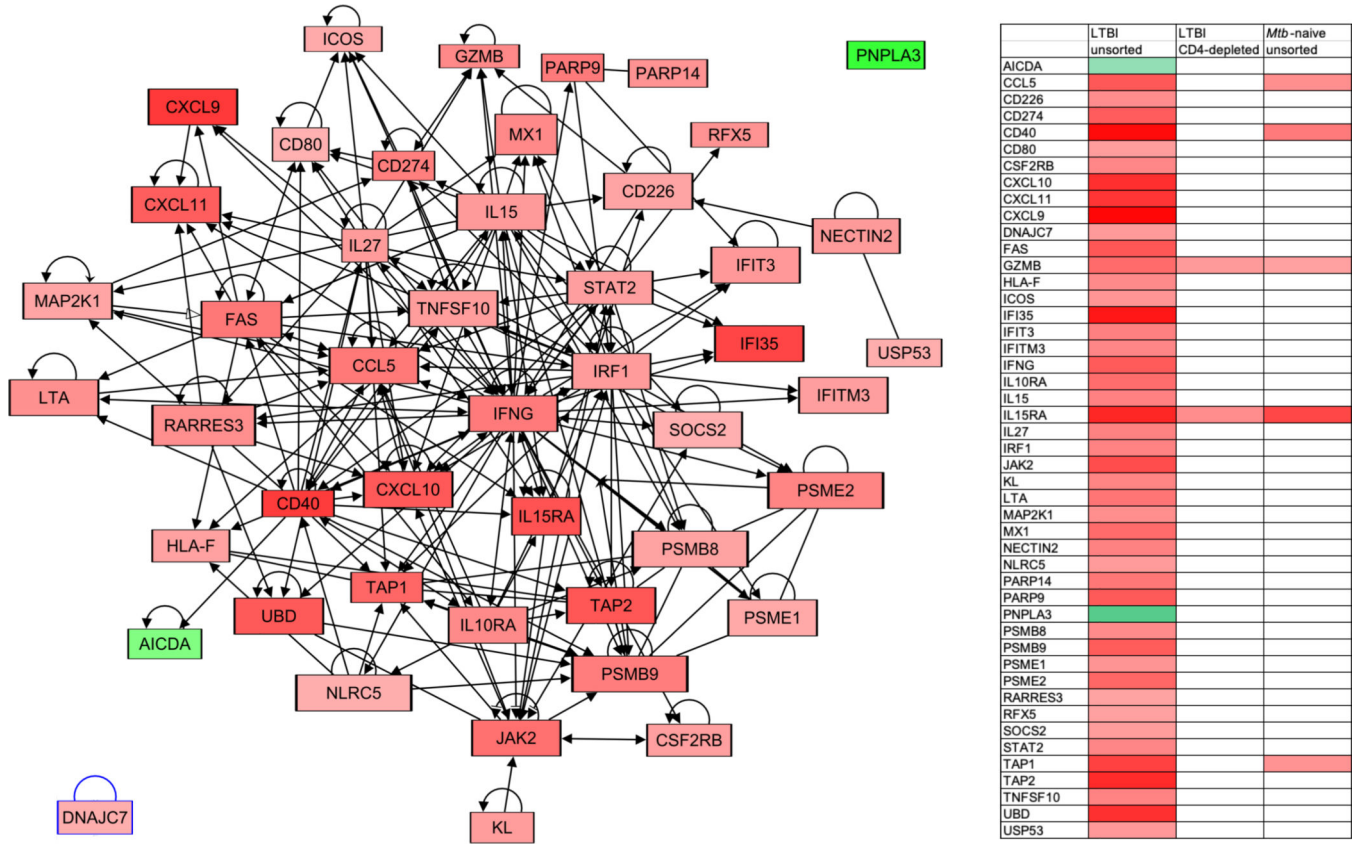 ICOS
GZMB
PARP9
PARP14
PNPLA3
CXCL9
CD80
CD274
MX1
RFX5
CXCL11
IL15
CD226
NECTIN2
IL27
IFIT3
MAP2K1
FAS
TNFSF10
STAT2
IFI35
USP53
CCL5
IRF1
LTA
RARRES3
IFNG
IFITM3
SOCS2
CD40
CXCL10
IL15RA
PSME2
HLA-F
PSMB8
TAP1
TAP2
UBD
IL10RA
PSME1
AICDA
NLRC5
PSMB9
JAK2
CSF2RB
DNAJC7
KL
LTBI unsorted LTBI CD4-depleted Mtb-naive unsorted
AICDA
CCL5
CD226
CD274
CD40
CD80
CSF2RB
CXCL10
CXCL11
CXCL9
DNAJC7
FAS
GZMB
HLA-F
ICOS
IFI35
IFIT3
IFITM3
IFNG
IL10RA
IL15
IL15RA
IL27
IRF1
JAK2
KL
LTA
MAP2K1
MX1
NECTIN2
NLRC5
PARP14
PARP9
PNPLA3
PSMB8
PSMB9
PSME1
PSME2
RARRES3
RFX5
SOCS2
STAT2
TAP1
TAP2
TNFSF10
UBD
USP53